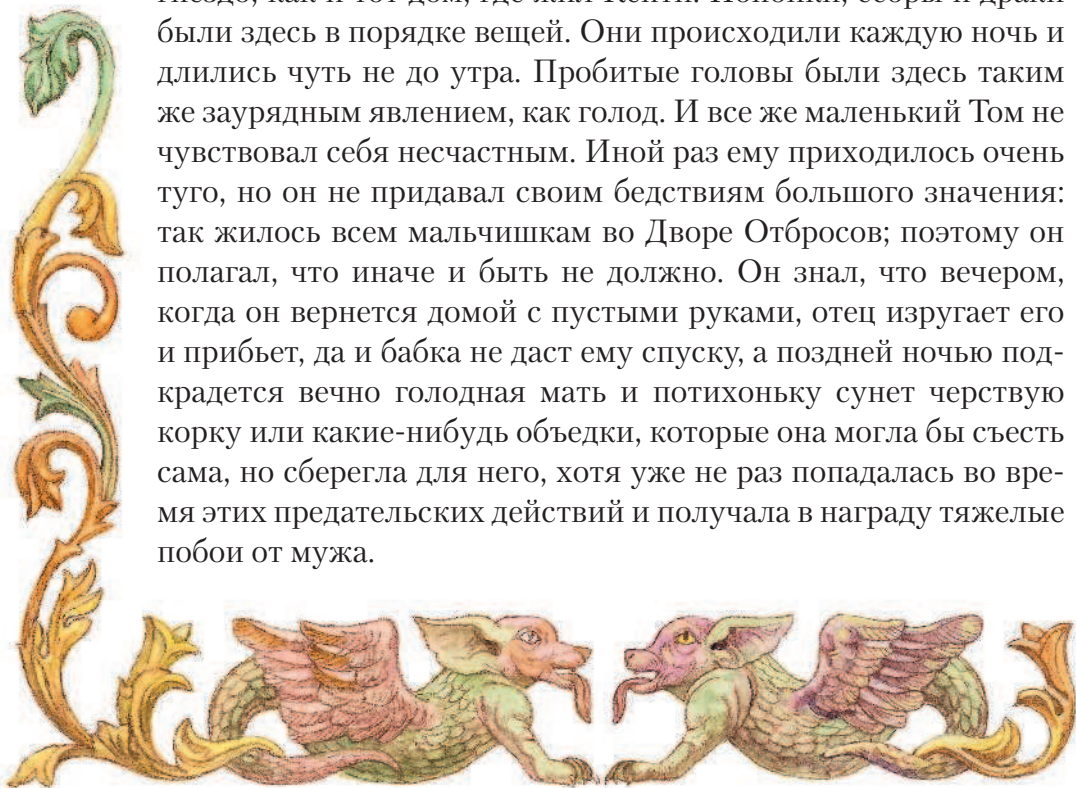 были здесь в порядке вещей. Они происходили каждую ночь и
длились чуть не до утра. Пробитые головы были здесь таким
же заурядным явлением, как голод. И все же маленький Том не
чувствовал себя несчастным. Иной раз ему приходилось очень
туго, но он не придавал своим бедствиям большого значения:
так жилось всем мальчишкам во Дворе Отбросов; поэтому он
полагал, что иначе и быть не должно. Он знал, что вечером,
когда он вернется домой с пустыми руками, отец изругает его
и прибьет, да и бабка не даст ему спуску, а поздней ночью под-
крадется вечно голодная мать и потихоньку сунет черствую
корку или какие-нибудь объедки, которые она могла бы съесть
сама, но сберегла для него, хотя уже не раз попадалась во вре-
мя этих предательских действий и получала в награду тяжелые
побои от мужа.